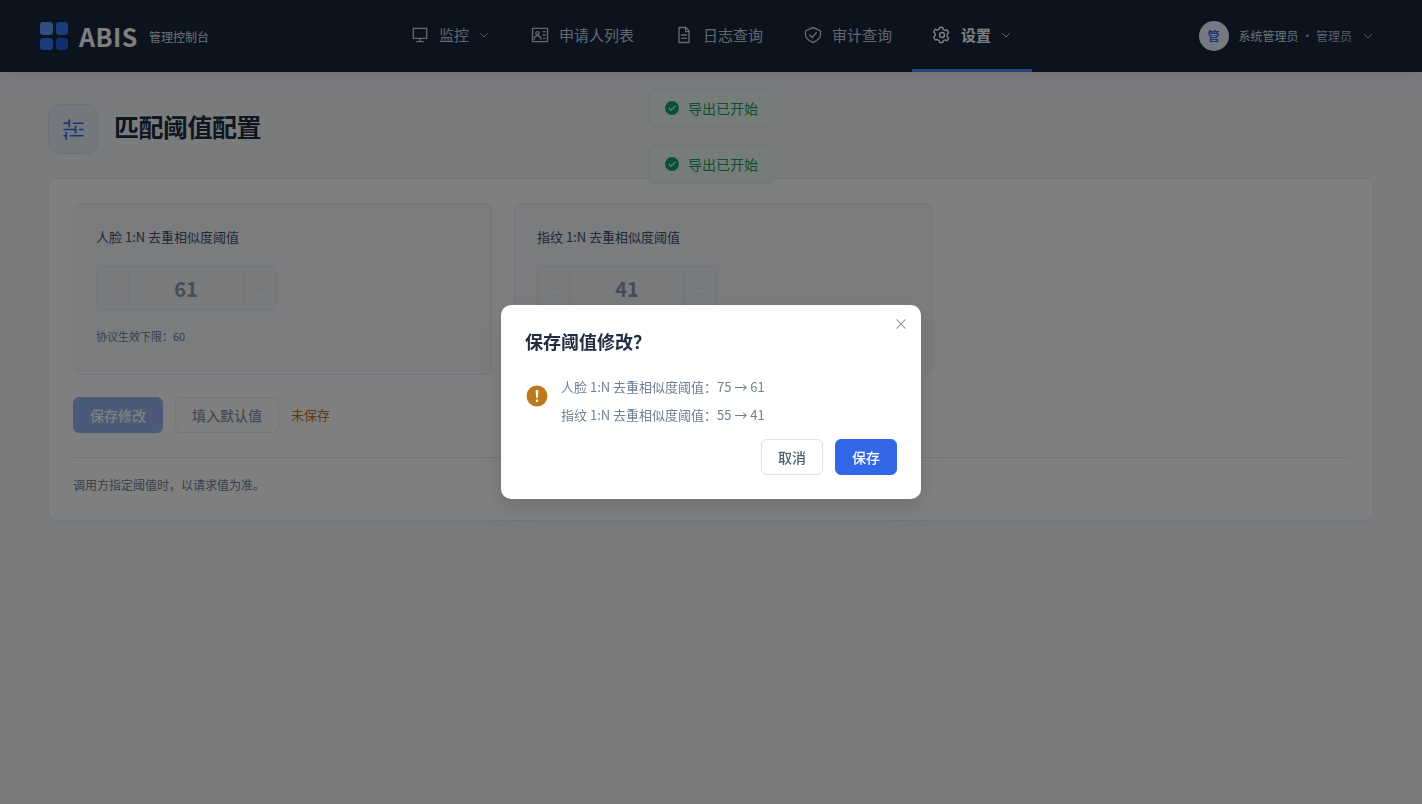 ABIS 管理控制台
监控
申请人列表
日志查询
审计查询
设置
管 系统管理员 · 管理员
导出已开始
导出已开始
匹配阈值配置
人脸 1:N 去重相似度阈值
61
协议生效下限：60
指纹 1:N 去重相似度阈值
41
保存修改
填入默认值
未保存
调用方指定阈值时，以请求值为准。
保存阈值修改？
人脸 1:N 去重相似度阈值：75 → 61
指纹 1:N 去重相似度阈值：55 → 41
取消
保存